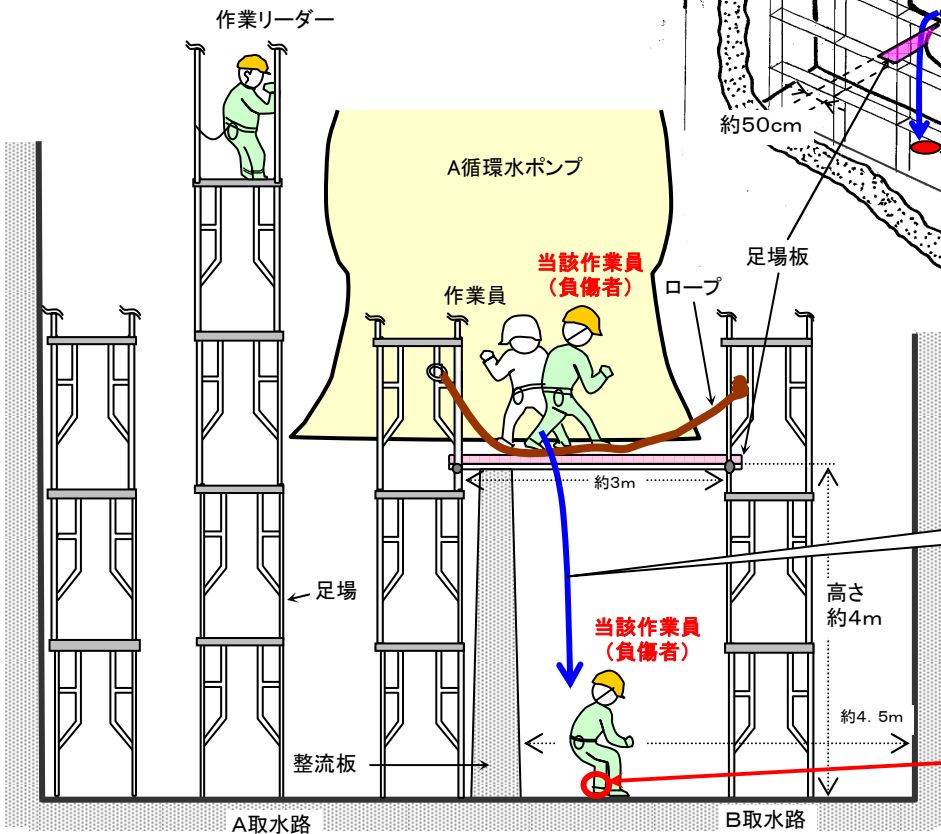 作業リーダー
約50cm
A循環水ポンプ
当該作業員
（負傷者）
作業員
ロープ
足場板
約3m
足場
高さ
約4m
当該作業員
（負傷者）
約4．5m
整流板
A取水路
B取水路